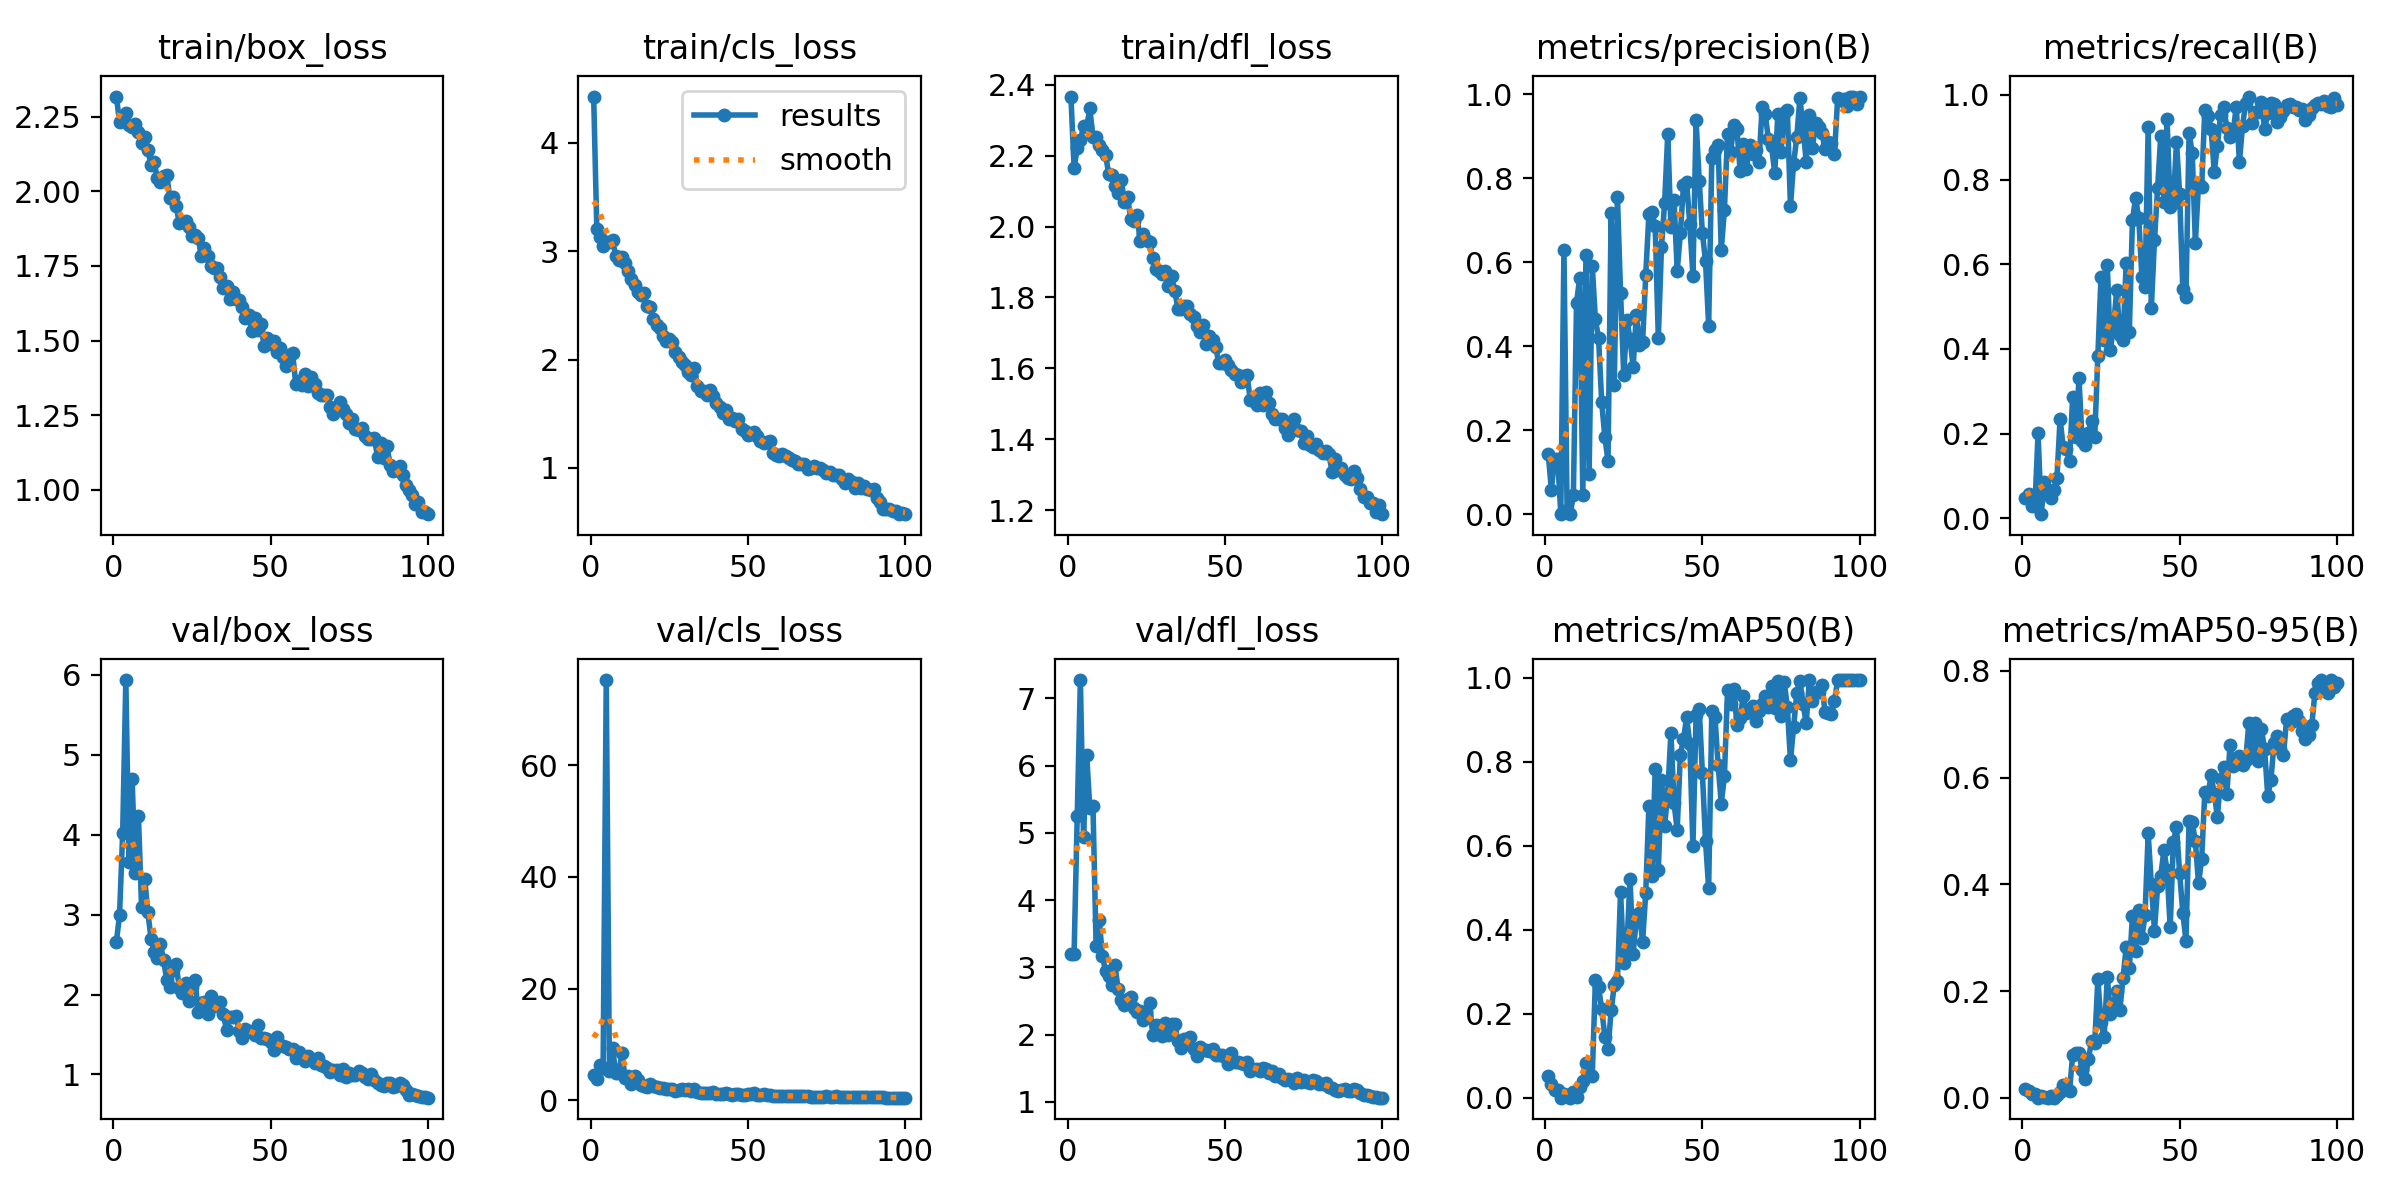 train/box_loss
2.25
2.00
1.75
1.50
1.25
1.00
0 50 100
train/cls_loss
results
smooth
4
3
2
1
0 50 100
train/dfl_loss
2.4
2.2
2.0
1.8
1.6
1.4
1.2
0 50 100
metrics/precision(B)
1.0
0.8
0.6
0.4
0.2
0.0
0 50 100
metrics/recall(B)
1.0
0.8
0.6
0.4
0.2
0.0
0 50 100
val/box_loss
6
5
4
3
2
1
0 50 100
val/cls_loss
60
40
20
0
0 50 100
val/dfl_loss
7
6
5
4
3
2
1
0 50 100
metrics/mAP50(B)
1.0
0.8
0.6
0.4
0.2
0.0
0 50 100
metrics/mAP50-95(B)
0.8
0.6
0.4
0.2
0.0
0 50 100